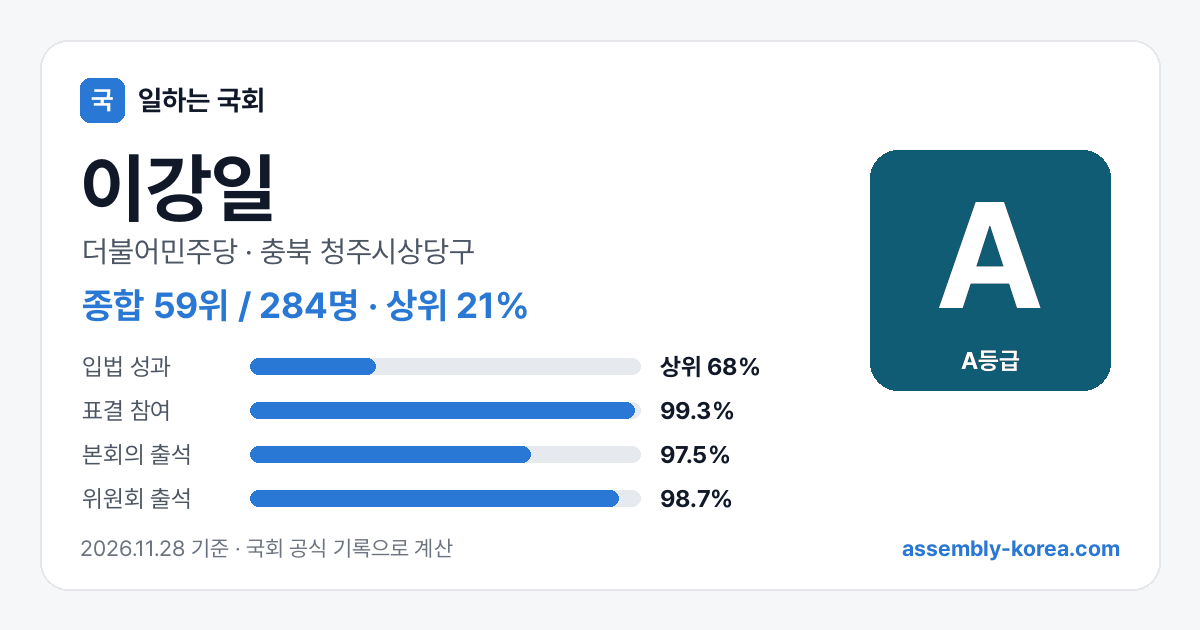 국 일하는 국회
이강일
더불어민주당 · 충북 청주시상당구
종합 59위 / 284명 · 상위 21%
입법 성과 상위 68%
표결 참여 99.3%
본회의 출석 97.5%
위원회 출석 98.7%
A
A등급
2026.11.28 기준 · 국회 공식 기록으로 계산
assembly-korea.com